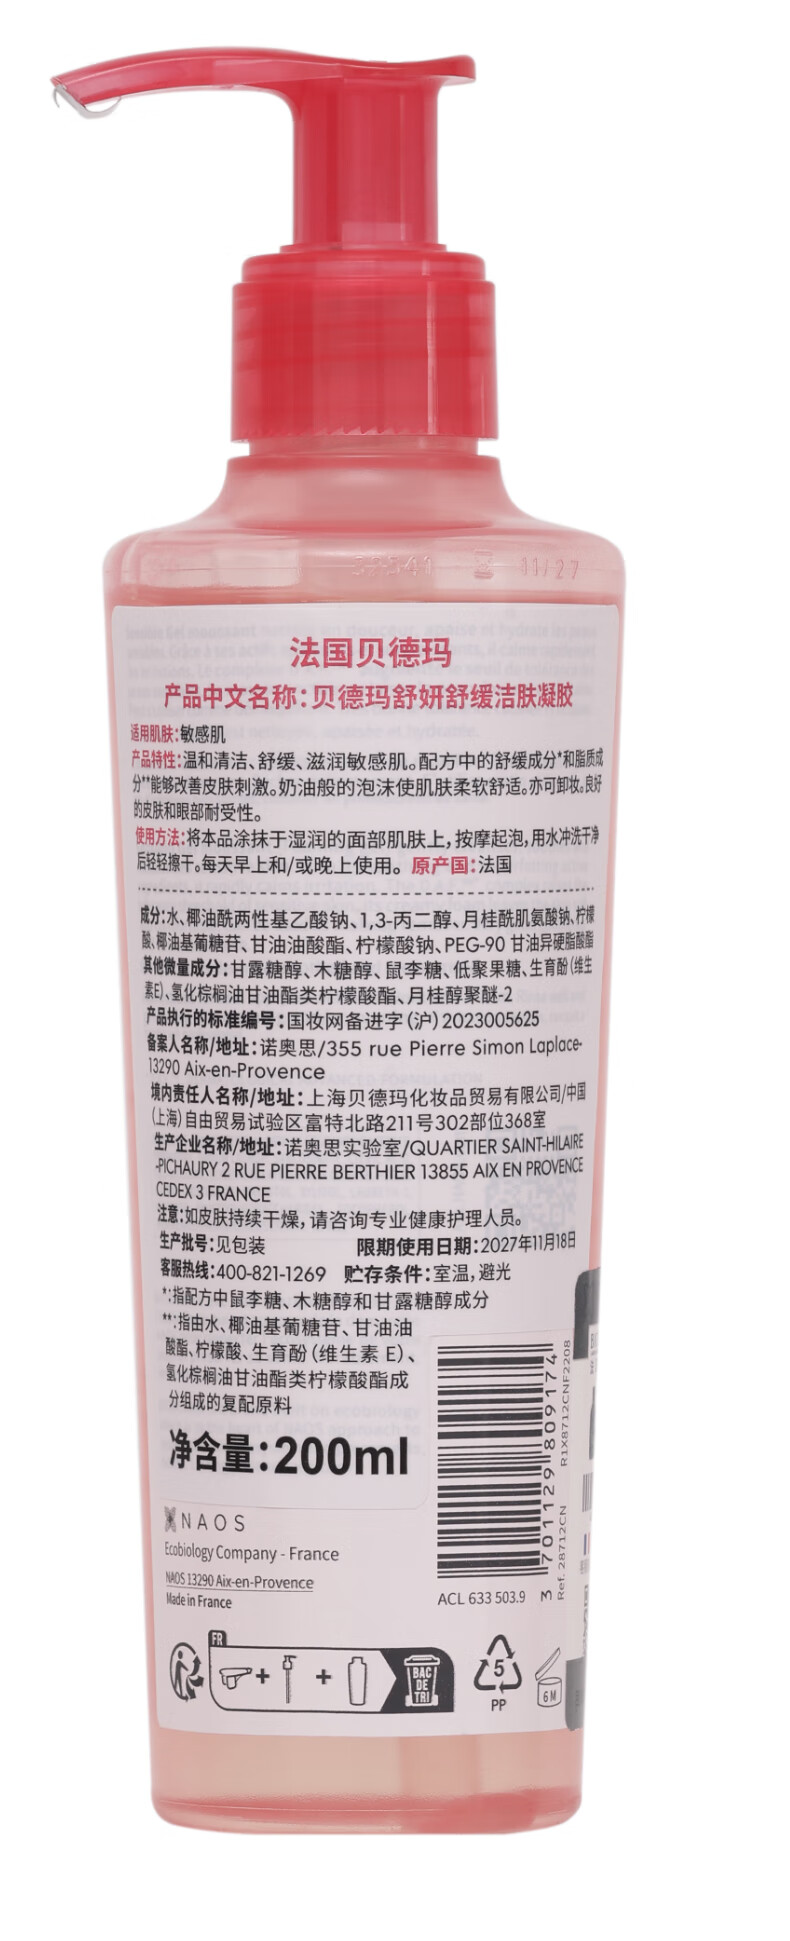 11/27
法国贝德玛
产品中文名称：贝德玛舒妍舒缓洁肤凝胶
适用肌肤：敏感肌
产品特性：温和清洁、舒缓、滋润敏感肌。配方中的舒缓成分*和脂质成
分**能够改善皮肤刺激。奶油般的泡沫使肌肤柔软舒适。亦可卸妆。良好
的皮肤和眼部耐受性。
使用方法：将本品涂抹于湿润的面部肌肤上，按摩起泡，用水冲洗干净
后轻轻擦干。每天早上和/或晚上使用。 原产国：法国
成分：水、椰油酰两性基乙酸钠、1,3-丙二醇、月桂酰肌氨酸钠、柠檬
酸、椰油基葡糖苷、甘油油酸酯、柠檬酸钠、PEG-90 甘油异硬脂酸酯
其他微量成分：甘露糖醇、木糖醇、鼠李糖、低聚果糖、生育酚（维生
素E）、氢化棕榈油甘油酯类柠檬酸酯、月桂醇聚醚-2
产品执行的标准编号：国妆网备进字（沪）2023005625
备案人名称/地址：诺奥思/355 rue Pierre Simon Laplace-
13290 Aix-en-Provence
境内责任人名称/地址：上海贝德玛化妆品贸易有限公司/中国
（上海）自由贸易试验区富特北路211号302部位368室
生产企业名称/地址：诺奥思实验室/QUARTIER SAINT-HILAIRE
-PICHAURY 2 RUE PIERRE BERTHIER 13855 AIX EN PROVENCE
CEDEX 3 FRANCE
注意：如皮肤持续干燥，请咨询专业健康护理人员。
生产批号：见包装 限期使用日期：2027年11月18日
客服热线：400-821-1269 贮存条件：室温，避光
*：指配方中鼠李糖、木糖醇和甘露糖醇成分
**：指由水、椰油基葡糖苷、甘油油
酸酯、柠檬酸、生育酚（维生素 E）、
氢化棕榈油甘油酯类柠檬酸酯成
分组成的复配原料
净含量：200ml
NAOS
Ecobiology Company - France
NAOS 13290 Aix-en-Provence
Made in France
ACL 633 503.9
3 701129 809174
Ref. 28712CN
R1X8712CNF2208
FR
BAC
DE
TRI
5
PP
6 M